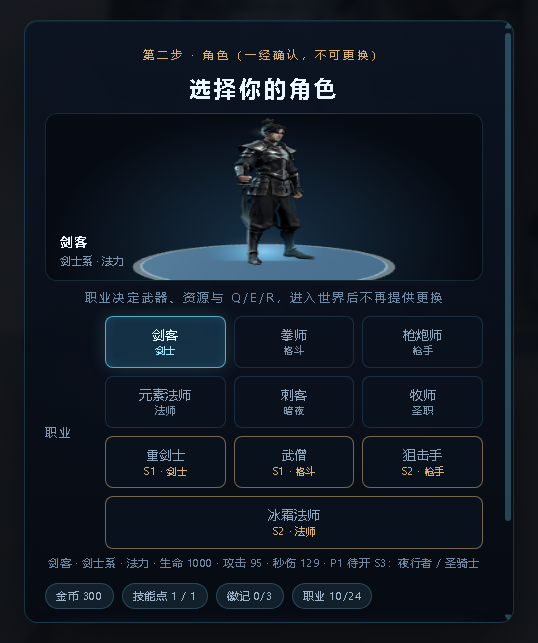 第二步 · 角色（一经确认，不可更换）
选择你的角色
剑客
剑士系 · 法力
职业决定武器、资源与 Q/E/R，进入世界后不再提供更换
职业
剑客
剑士
拳师
格斗
枪炮师
枪手
元素法师
法师
刺客
暗夜
牧师
圣职
重剑士
S1 · 剑士
武僧
S1 · 格斗
狙击手
S2 · 枪手
冰霜法师
S2 · 法师
剑客 · 剑士系 · 法力 · 生命 1000 · 攻击 95 · 秒伤 129 · P1 待开 S3：夜行者 / 圣骑士
金币 300
技能点 1 / 1
徽记 0/3
职业 10/24